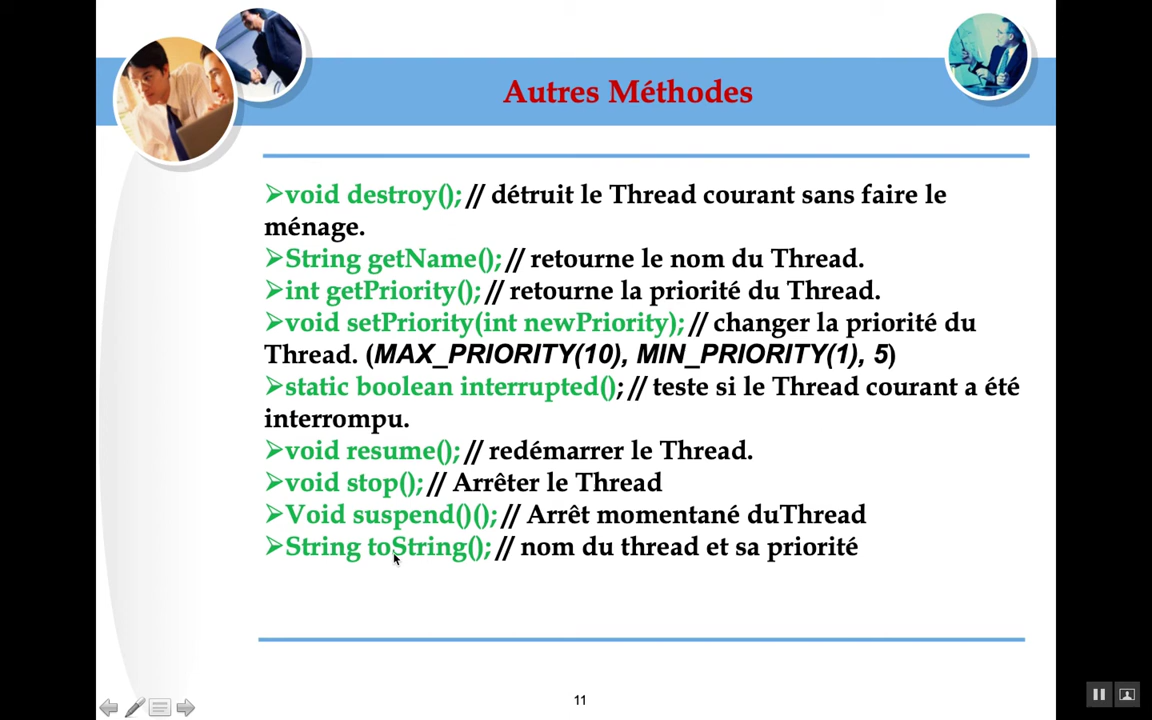 Autres Méthodes
➢void destroy(); // détruit le Thread courant sans faire le
ménage.
➢String getName(); // retourne le nom du Thread.
➢int getPriority(); // retourne la priorité du Thread.
➢void setPriority(int newPriority); // changer la priorité du
Thread. (MAX_PRIORITY(10), MIN_PRIORITY(1), 5)
➢static boolean interrupted(); // teste si le Thread courant a été
interrompu.
➢void resume(); // redémarrer le Thread.
➢void stop(); // Arrêter le Thread
➢Void suspend()(); // Arrêt momentané duThread
➢String toString(); // nom du thread et sa priorité
11